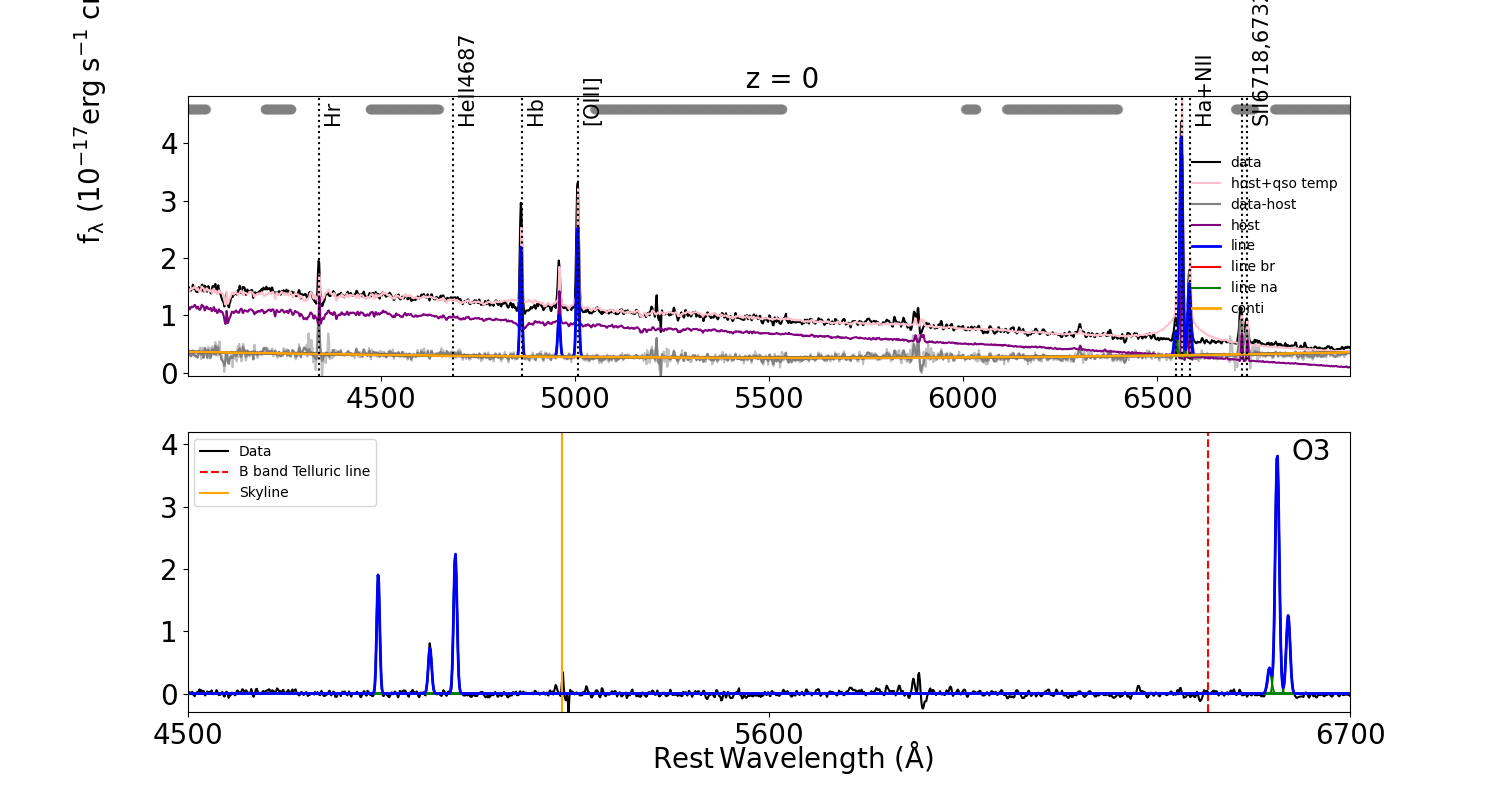 z = 0
f_λ (10^−17 erg s^−1
Hr
HeII4687
Hb
[OIII]
Ha+NII
SII6718,6732
4
3
2
1
0
data
host+qso temp
data-host
host
line
line br
line na
conti
4500 5000 5500 6000 6500
4
3
2
1
0
Data
B band Telluric line
Skyline
O3
4500 5600 6700
Rest Wavelength (Å)